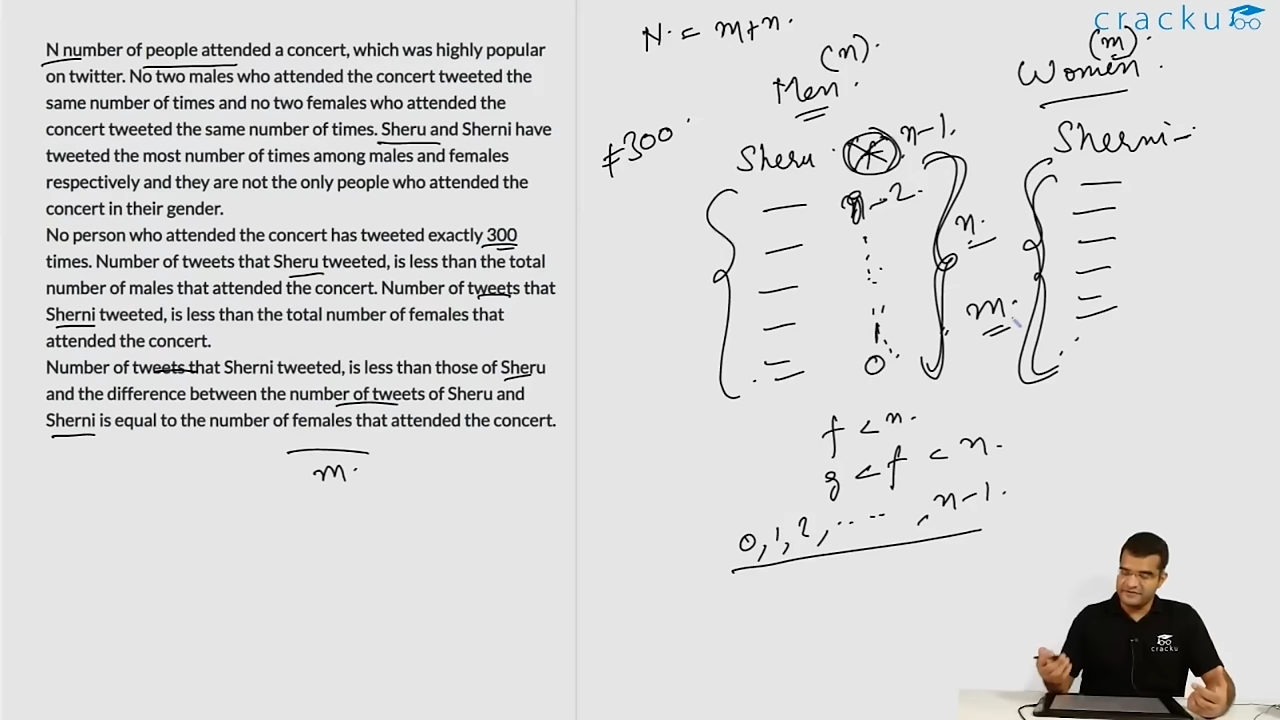 N number of people attended a concert, which was highly popular
on twitter. No two males who attended the concert tweeted the
same number of times and no two females who attended the
concert tweeted the same number of times. Sheru and Sherni have
tweeted the most number of times among males and females
respectively and they are not the only people who attended the
concert in their gender.
No person who attended the concert has tweeted exactly 300
times. Number of tweets that Sheru tweeted, is less than the total
number of males that attended the concert. Number of tweets that
Sherni tweeted, is less than the total number of females that
attended the concert.
Number of tweets that Sherni tweeted, is less than those of Sheru
and the difference between the number of tweets of Sheru and
Sherni is equal to the number of females that attended the concert.
m.
N = m+n.
cracku
(n).
Men.
(m).
Women.
≠300
Sheru
n-1.
Sherni-
n-2.
n.
m.
1
0
f < n.
g < f < n.
0, 1, 2, ..... , n-1.
cracku